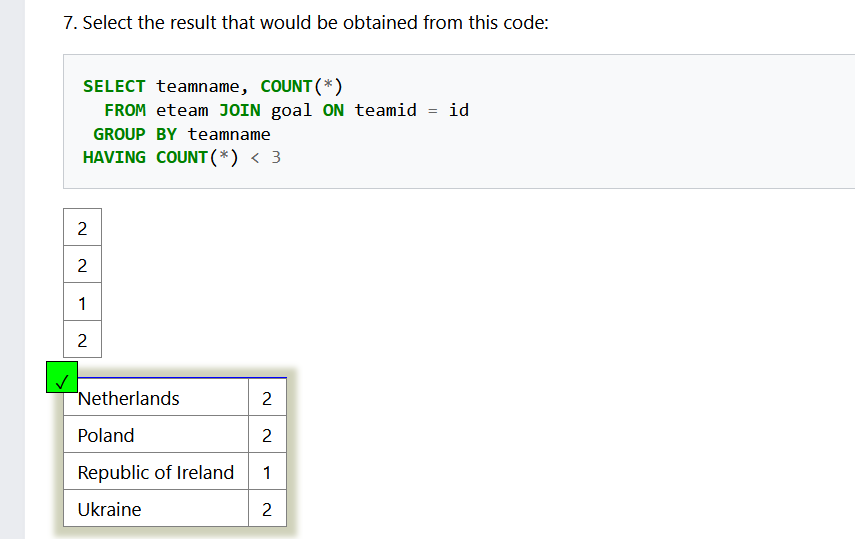 7. Select the result that would be obtained from this code:
SELECT teamname, COUNT(*)
FROM eteam JOIN goal ON teamid = id
GROUP BY teamname
HAVING COUNT(*) < 3
2
2
1
2
✓
Netherlands 2
Poland 2
Republic of Ireland 1
Ukraine 2